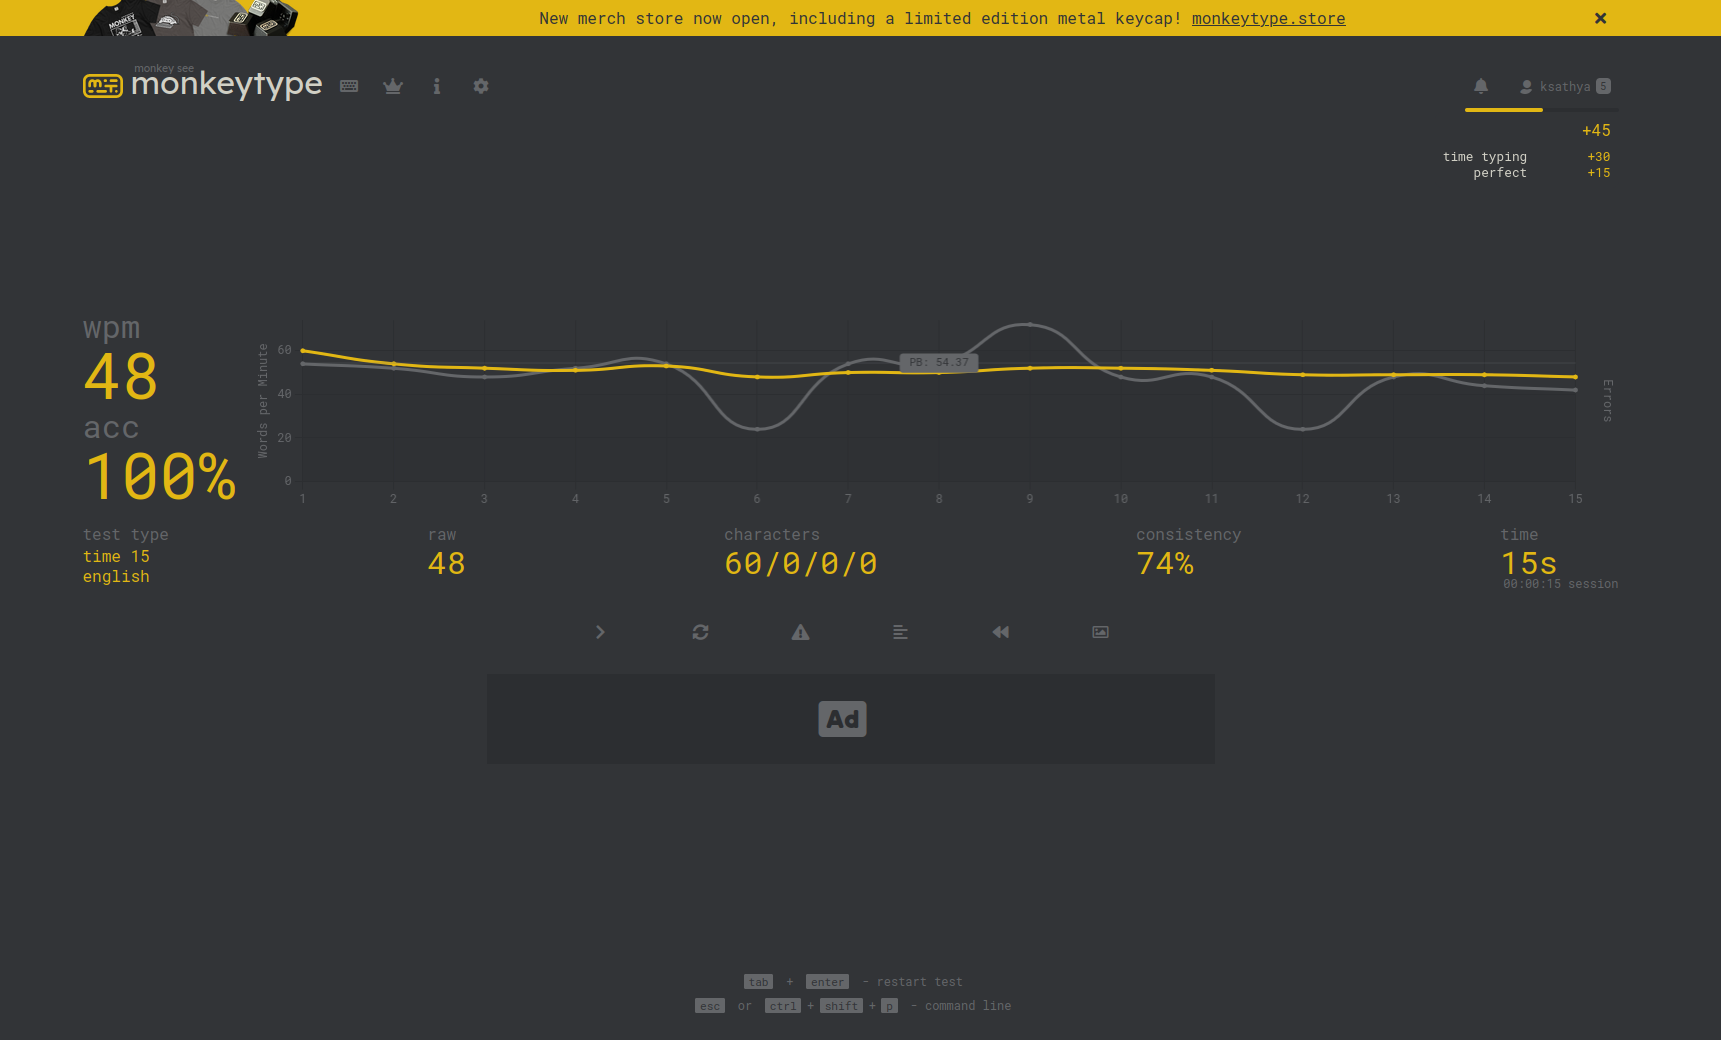 New merch store now open, including a limited edition metal keycap! monkeytype.store
MONKEY
monkey see
monkeytype
ksathya 5
+45
time typing +30
perfect +15
wpm
48
acc
100%
Words per Minute
60
40
20
0
PB: 54.37
Errors
1 2 3 4 5 6 7 8 9 10 11 12 13 14 15
test type
time 15
english
raw
48
characters
60/0/0/0
consistency
74%
time
15s
00:00:15 session
Ad
tab + enter - restart test
esc or ctrl + shift + p - command line